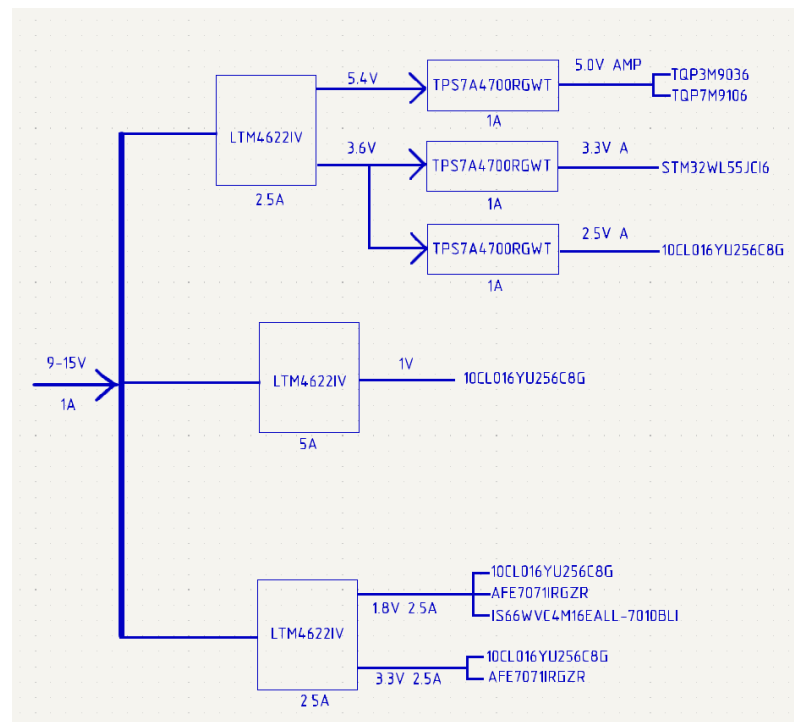 5.4V
TPS7A4700RGWT
5.0V AMP
TQP3M9036
TQP7M9106
1A
LTM4622IV
2.5A
3.6V
TPS7A4700RGWT
3.3V A
STM32WL55JCI6
1A
TPS7A4700RGWT
2.5V A
10CL016YU256C8G
1A
9-15V
1A
LTM4622IV
5A
1V
10CL016YU256C8G
LTM4622IV
2.5A
1.8V 2.5A
10CL016YU256C8G
AFE7071IRGZR
IS66WVC4M16EALL-7010BLI
3.3V 2.5A
10CL016YU256C8G
AFE7071IRGZR